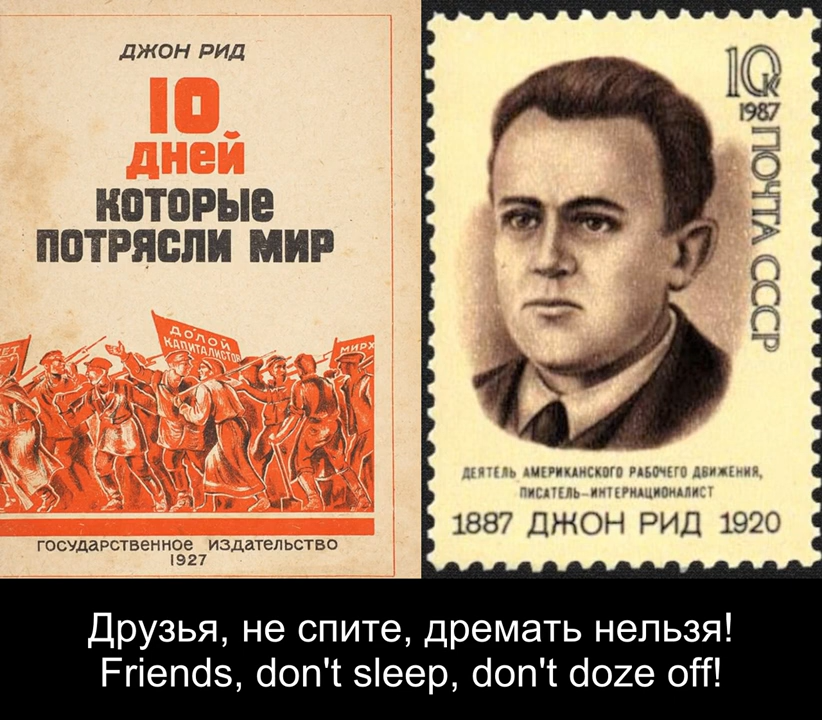 ДЖОН РИД
10
дней
которые
потрясли мир
ДОЛОЙ
КАПИТАЛИСТОВ
МИР
ГОСУДАРСТВЕННОЕ ИЗДАТЕЛЬСТВО
1927
10к
1987
ПОЧТА СССР
ДЕЯТЕЛЬ АМЕРИКАНСКОГО РАБОЧЕГО ДВИЖЕНИЯ,
ПИСАТЕЛЬ-ИНТЕРНАЦИОНАЛИСТ
1887 ДЖОН РИД 1920
Друзья, не спите, дремать нельзя!
Friends, don't sleep, don't doze off!